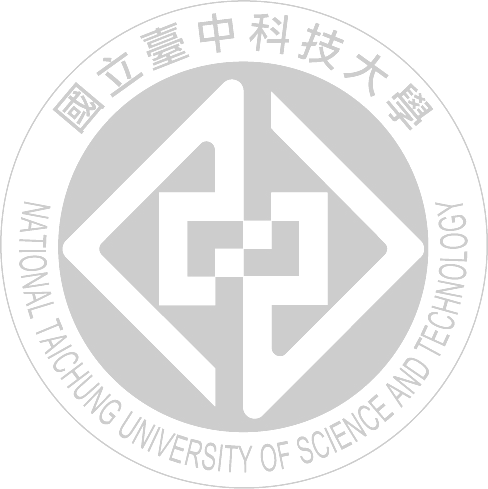 國立臺中科技大學
NATIONAL TAICHUNG UNIVERSITY OF SCIENCE AND TECHNOLOGY